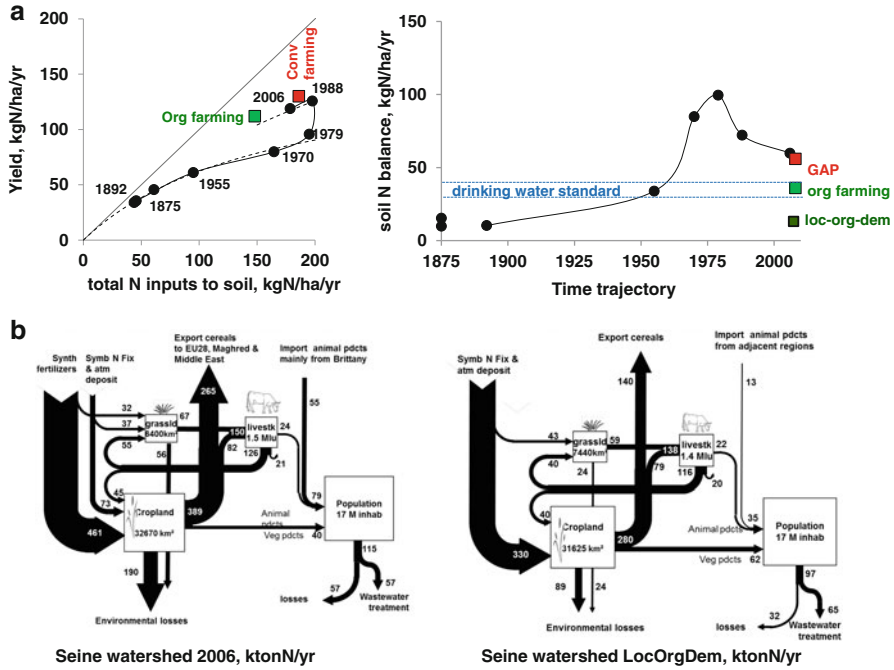 a
200
150
100
50
0
Yield, kgN/ha/yr
Conv
farming
2006
1988
Org farming
1979
1970
1892
1955
1875
0 50 100 150 200
total N inputs to soil, kgN/ha/yr
150
100
50
0
soil N balance, kgN/ha/yr
drinking water standard
GAP
org farming
loc-org-dem
1875 1900 1925 1950 1975 2000
Time trajectory
b
Synth
fertilizers
Symb N Fix
& atm
deposit
Export cereals
to EU28, Maghred &
Middle East
Import animal pdcts
mainly from Brittany
265
55
32
37
55
grassld
6400km²
67
56
150
82
livestk
1.5 Mlu
126
24
21
45
73
461
Cropland
32670 km²
389
79
Animal
pdcts
Veg pdcts
40
Population
17 M inhab
190
115
57
57
losses
Wastewater
treatment
Environmental losses
Seine watershed 2006, ktonN/yr
Symb N Fix &
atm deposit
Export cereals
Import animal pdcts
from adjacent regions
140
13
43
40
grassld
7440km²
59
24
138
79
livestk
1.4 Mlu
116
22
20
40
330
Cropland
31625 km²
280
35
Animal pdcts
Veg pdcts
62
Population
17 M inhab
89
24
97
32
65
losses
Wastewater
treatment
Environmental losses
Seine watershed LocOrgDem, ktonN/yr